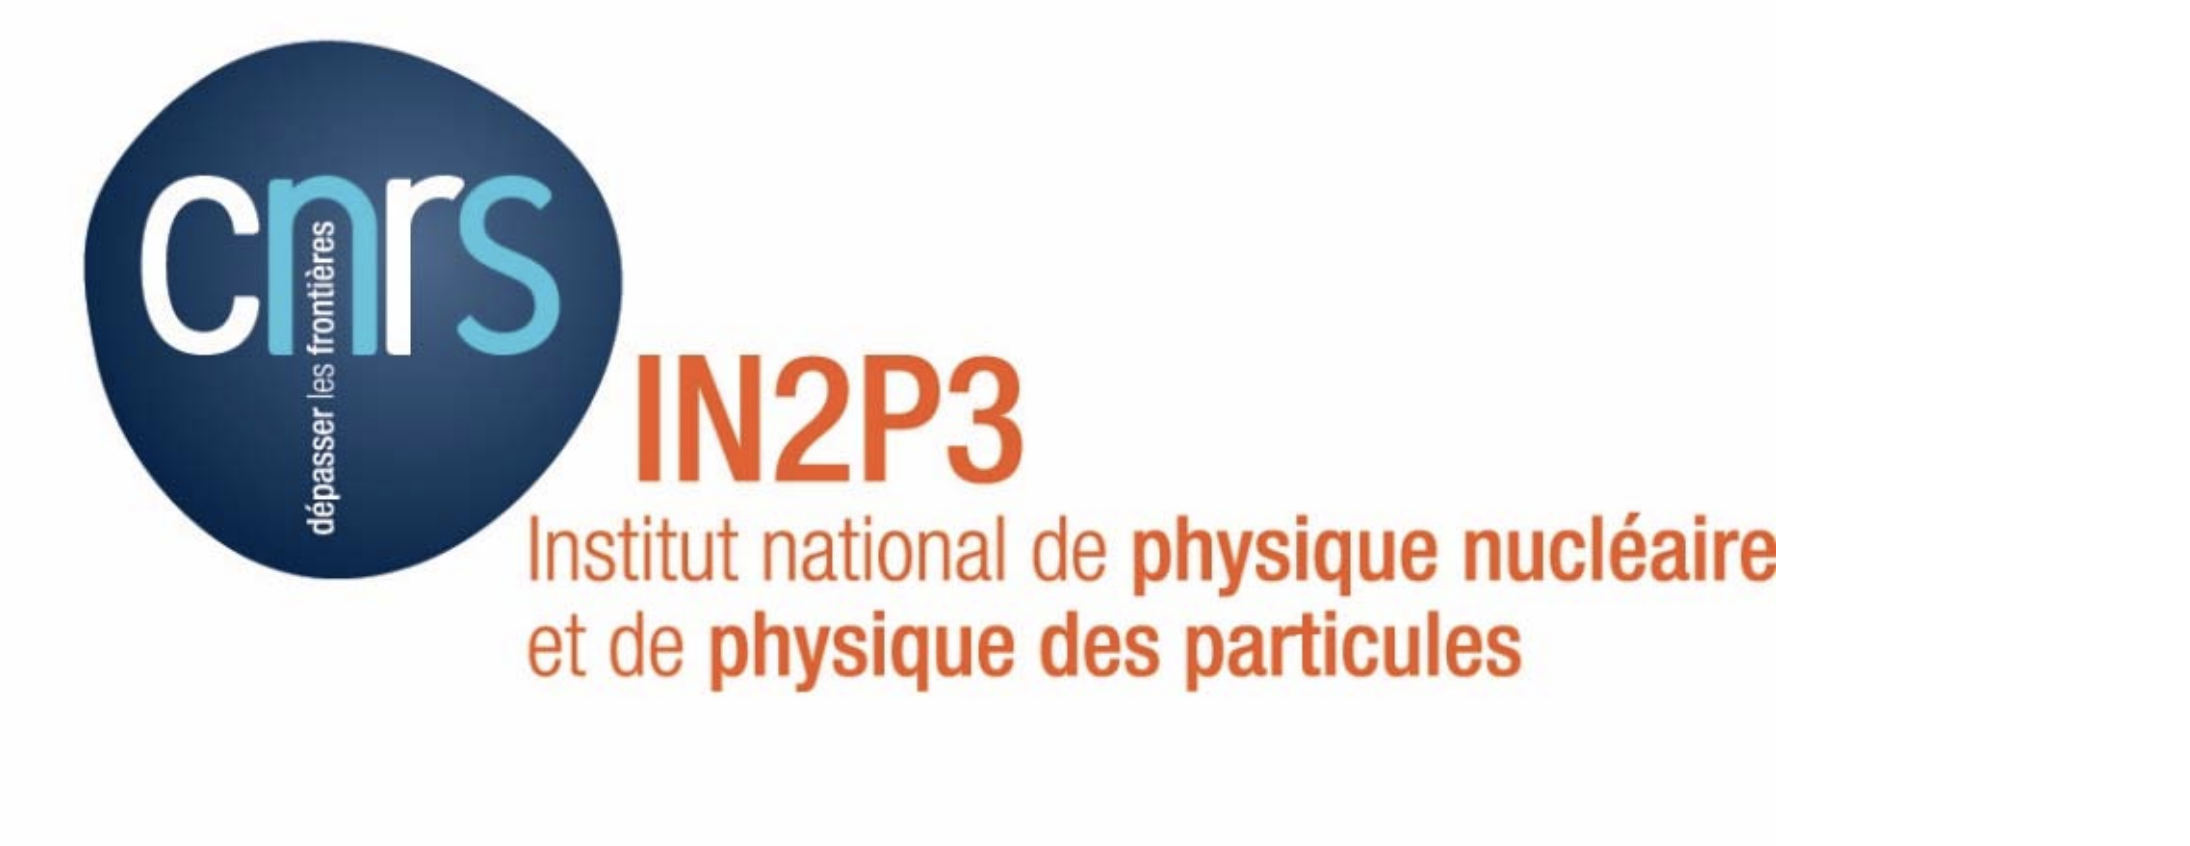 cnrs
dépasser les frontières
IN2P3
Institut national de physique nucléaire
et de physique des particules